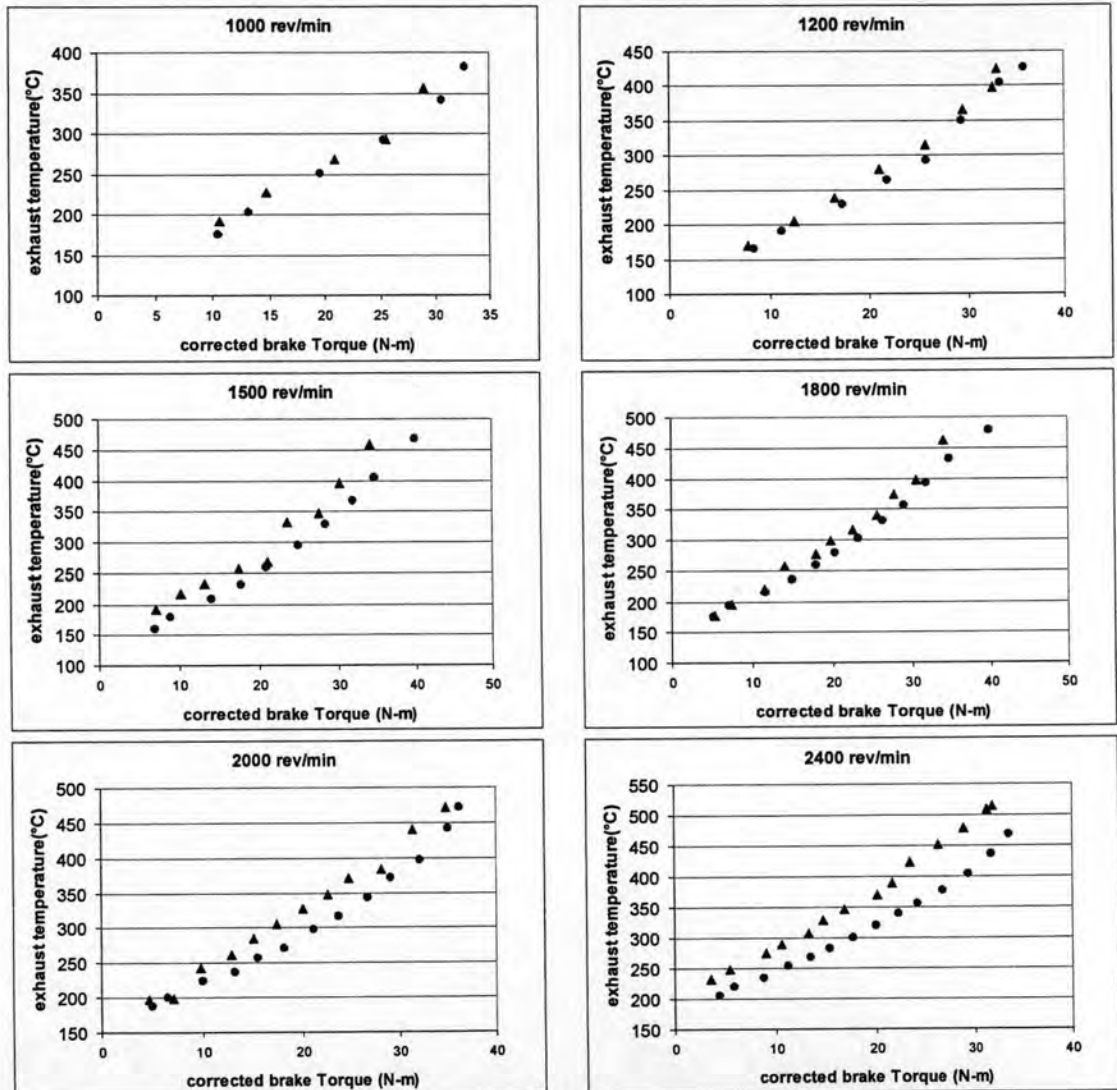 1000 rev/min
exhaust temperature(°C)
400
350
300
250
200
150
100
0 5 10 15 20 25 30 35
corrected brake Torque (N-m)
1200 rev/min
exhaust temperature(°C)
450
400
350
300
250
200
150
100
0 10 20 30 40
corrected brake Torque (N-m)
1500 rev/min
exhaust temperature(°C)
500
450
400
350
300
250
200
150
100
0 10 20 30 40 50
corrected brake Torque (N-m)
1800 rev/min
exhaust temperature(°C)
500
450
400
350
300
250
200
150
100
0 10 20 30 40 50
corrected brake Torque (N-m)
2000 rev/min
exhaust temperature(°C)
500
450
400
350
300
250
200
150
0 10 20 30 40
corrected brake Torque (N-m)
2400 rev/min
exhaust temperature(°C)
550
500
450
400
350
300
250
200
150
0 10 20 30 40
corrected brake Torque (N-m)